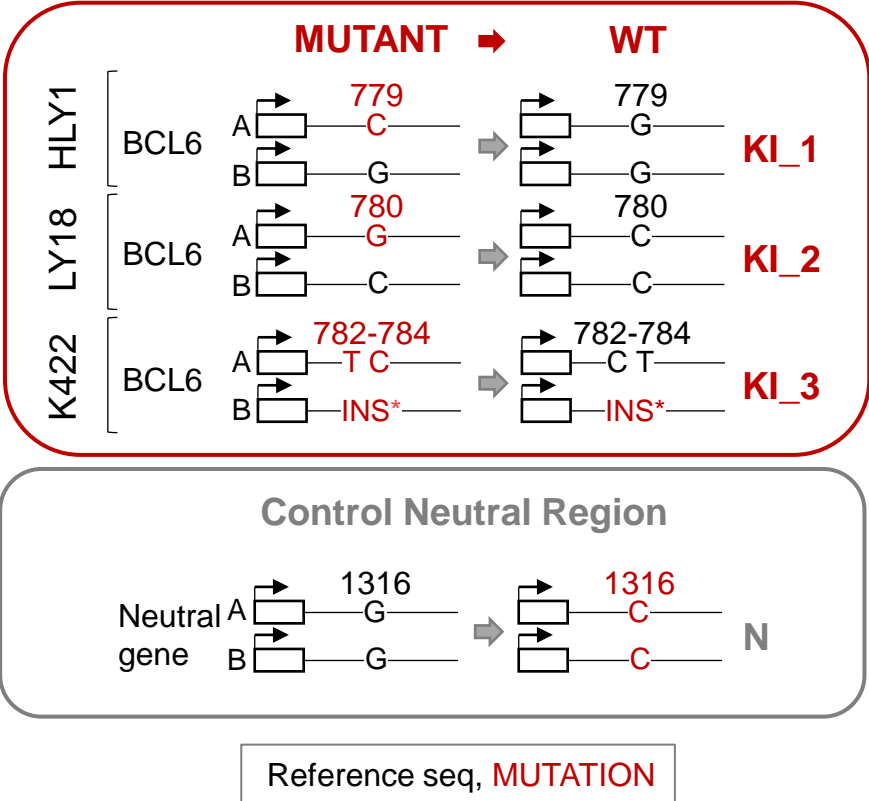 MUTANT WT
HLY1
BCL6
A
779
C
B
G
779
G
G
KI_1
LY18
BCL6
A
780
G
B
C
780
C
C
KI_2
K422
BCL6
A
782-784
T C
B
INS*
782-784
C T
INS*
KI_3
Control Neutral Region
Neutral
gene
A
1316
G
B
G
1316
C
C
N
Reference seq, MUTATION